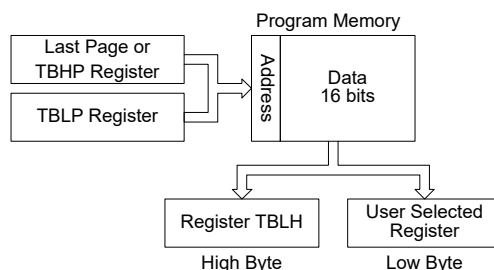 Program Memory
Last Page or
TBHP Register
TBLP Register
Address
Data
16 bits
Register TBLH
User Selected
Register
High Byte
Low Byte